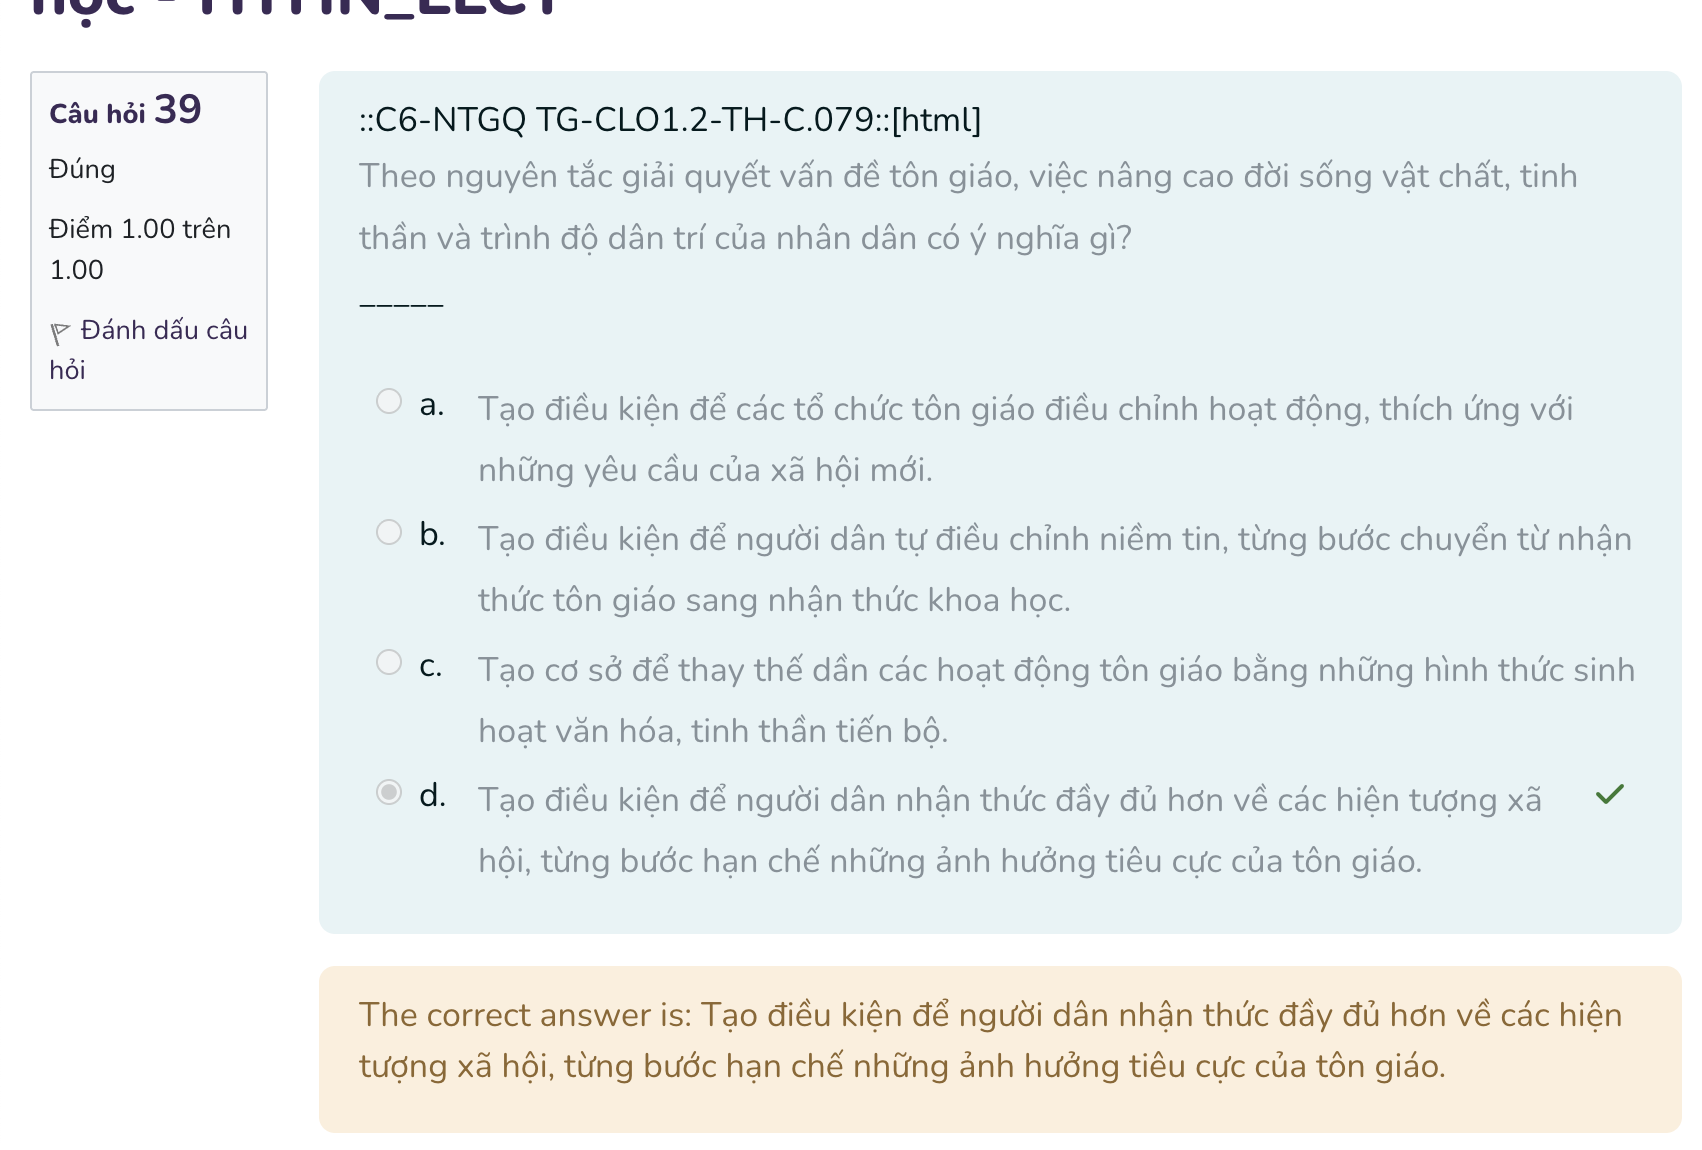 Câu hỏi 39
Đúng
Điểm 1.00 trên
1.00
Đánh dấu câu
hỏi
::C6-NTGQ TG-CLO1.2-TH-C.079::[html]
Theo nguyên tắc giải quyết vấn đề tôn giáo, việc nâng cao đời sống vật chất, tinh
thần và trình độ dân trí của nhân dân có ý nghĩa gì?
_____
a. Tạo điều kiện để các tổ chức tôn giáo điều chỉnh hoạt động, thích ứng với
những yêu cầu của xã hội mới.
b. Tạo điều kiện để người dân tự điều chỉnh niềm tin, từng bước chuyển từ nhận
thức tôn giáo sang nhận thức khoa học.
c. Tạo cơ sở để thay thế dần các hoạt động tôn giáo bằng những hình thức sinh
hoạt văn hóa, tinh thần tiến bộ.
d. Tạo điều kiện để người dân nhận thức đầy đủ hơn về các hiện tượng xã
hội, từng bước hạn chế những ảnh hưởng tiêu cực của tôn giáo.
The correct answer is: Tạo điều kiện để người dân nhận thức đầy đủ hơn về các hiện
tượng xã hội, từng bước hạn chế những ảnh hưởng tiêu cực của tôn giáo.